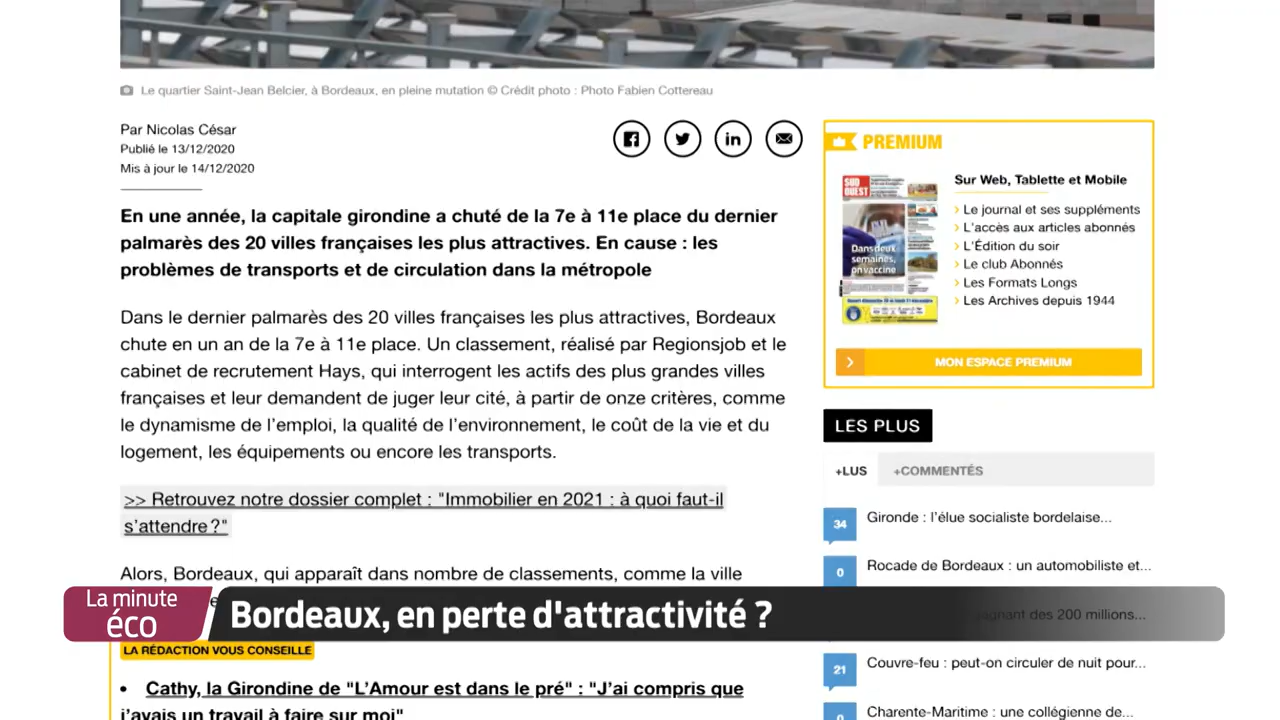 Le quartier Saint-Jean Belcier, à Bordeaux, en pleine mutation © Crédit photo : Photo Fabien Cottereau
Par Nicolas César
Publié le 13/12/2020
Mis à jour le 14/12/2020
En une année, la capitale girondine a chuté de la 7e à 11e place du dernier
palmarès des 20 villes françaises les plus attractives. En cause : les
problèmes de transports et de circulation dans la métropole
Dans le dernier palmarès des 20 villes françaises les plus attractives, Bordeaux
chute en un an de la 7e à 11e place. Un classement, réalisé par Regionsjob et le
cabinet de recrutement Hays, qui interrogent les actifs des plus grandes villes
françaises et leur demandent de juger leur cité, à partir de onze critères, comme
le dynamisme de l'emploi, la qualité de l'environnement, le coût de la vie et du
logement, les équipements ou encore les transports.
>> Retrouvez notre dossier complet : "Immobilier en 2021 : à quoi faut-il
s'attendre ?"
Alors, Bordeaux, qui apparaît dans nombre de classements, comme la ville
LA RÉDACTION VOUS CONSEILLE
• Cathy, la Girondine de "L'Amour est dans le pré" : "J'ai compris que
j'avais un travail à faire sur moi"
PREMIUM
SUD OUEST
Dans deux
semaines,
on vaccine
Sur Web, Tablette et Mobile
› Le journal et ses suppléments
› L'accès aux articles abonnés
› L'Édition du soir
› Le club Abonnés
› Les Formats Longs
› Les Archives depuis 1944
MON ESPACE PREMIUM
LES PLUS
+LUS +COMMENTÉS
34 Gironde : l'élue socialiste bordelaise...
0 Rocade de Bordeaux : un automobiliste et...
gagnant des 200 millions...
21 Couvre-feu : peut-on circuler de nuit pour...
0 Charente-Maritime : une collégienne de...
La minute
éco
Bordeaux, en perte d'attractivité ?